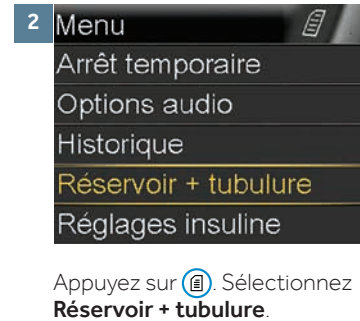 2
Menu
Arrêt temporaire
Options audio
Historique
Réservoir + tubulure
Réglages insuline
Appuyez sur . Sélectionnez
Réservoir + tubulure.